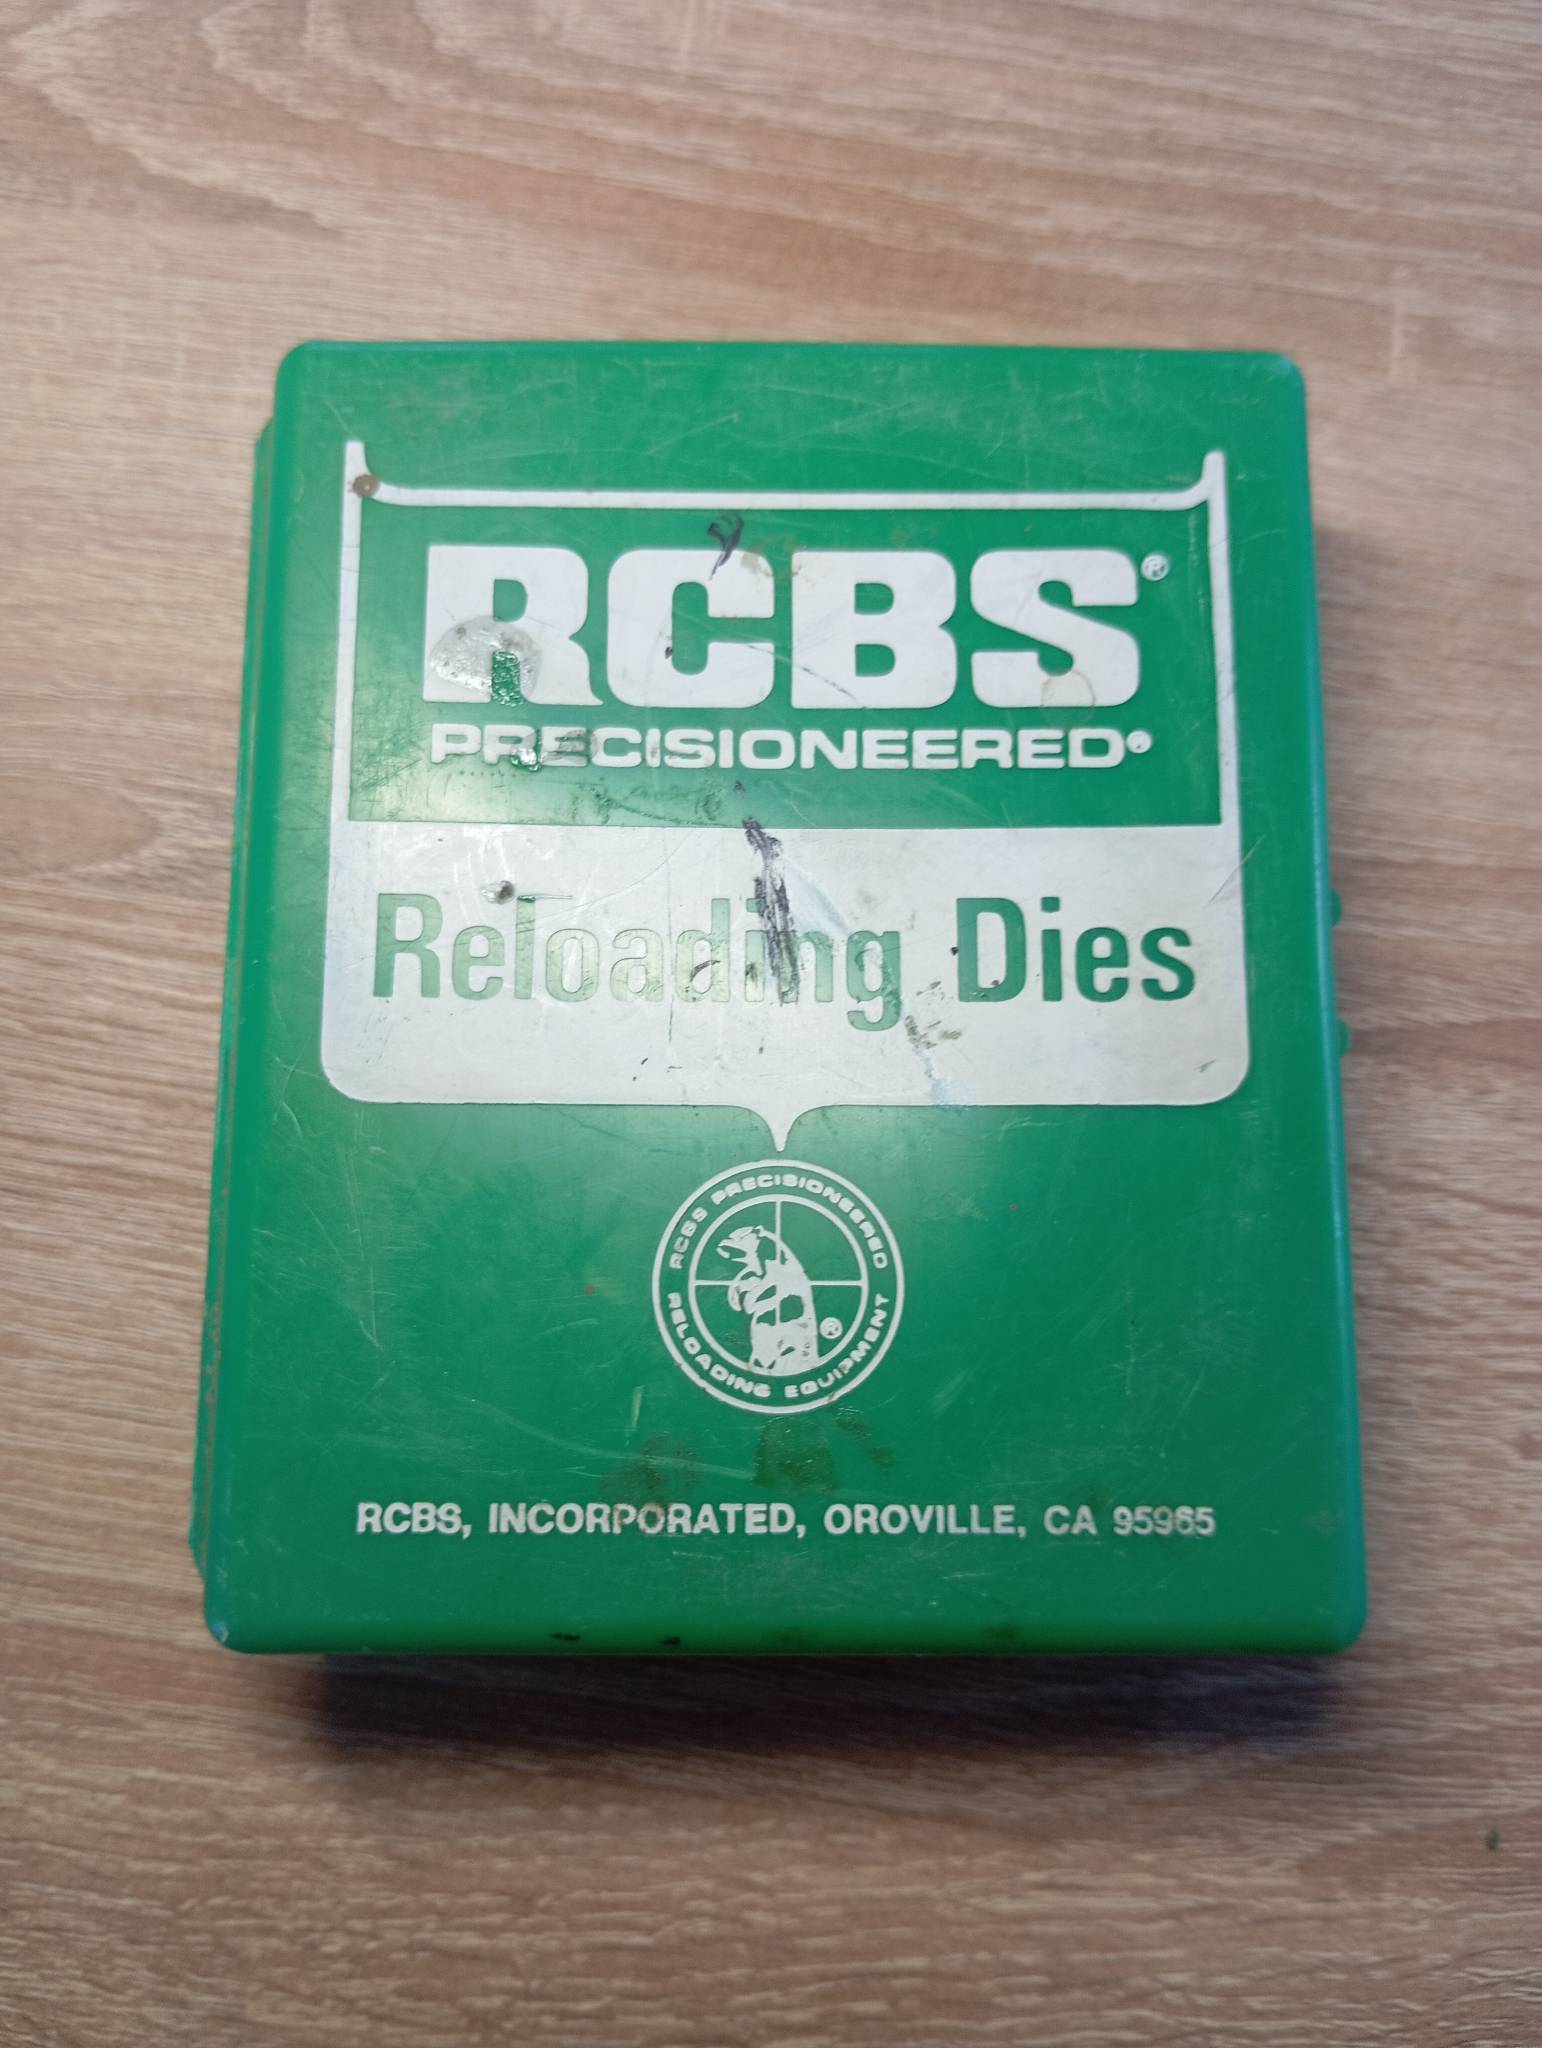 RCBS®
PRECISIONEERED®
Reloading Dies
RCBS PRECISIONEERED
RELOADING EQUIPMENT
®
RCBS, INCORPORATED, OROVILLE, CA 95965